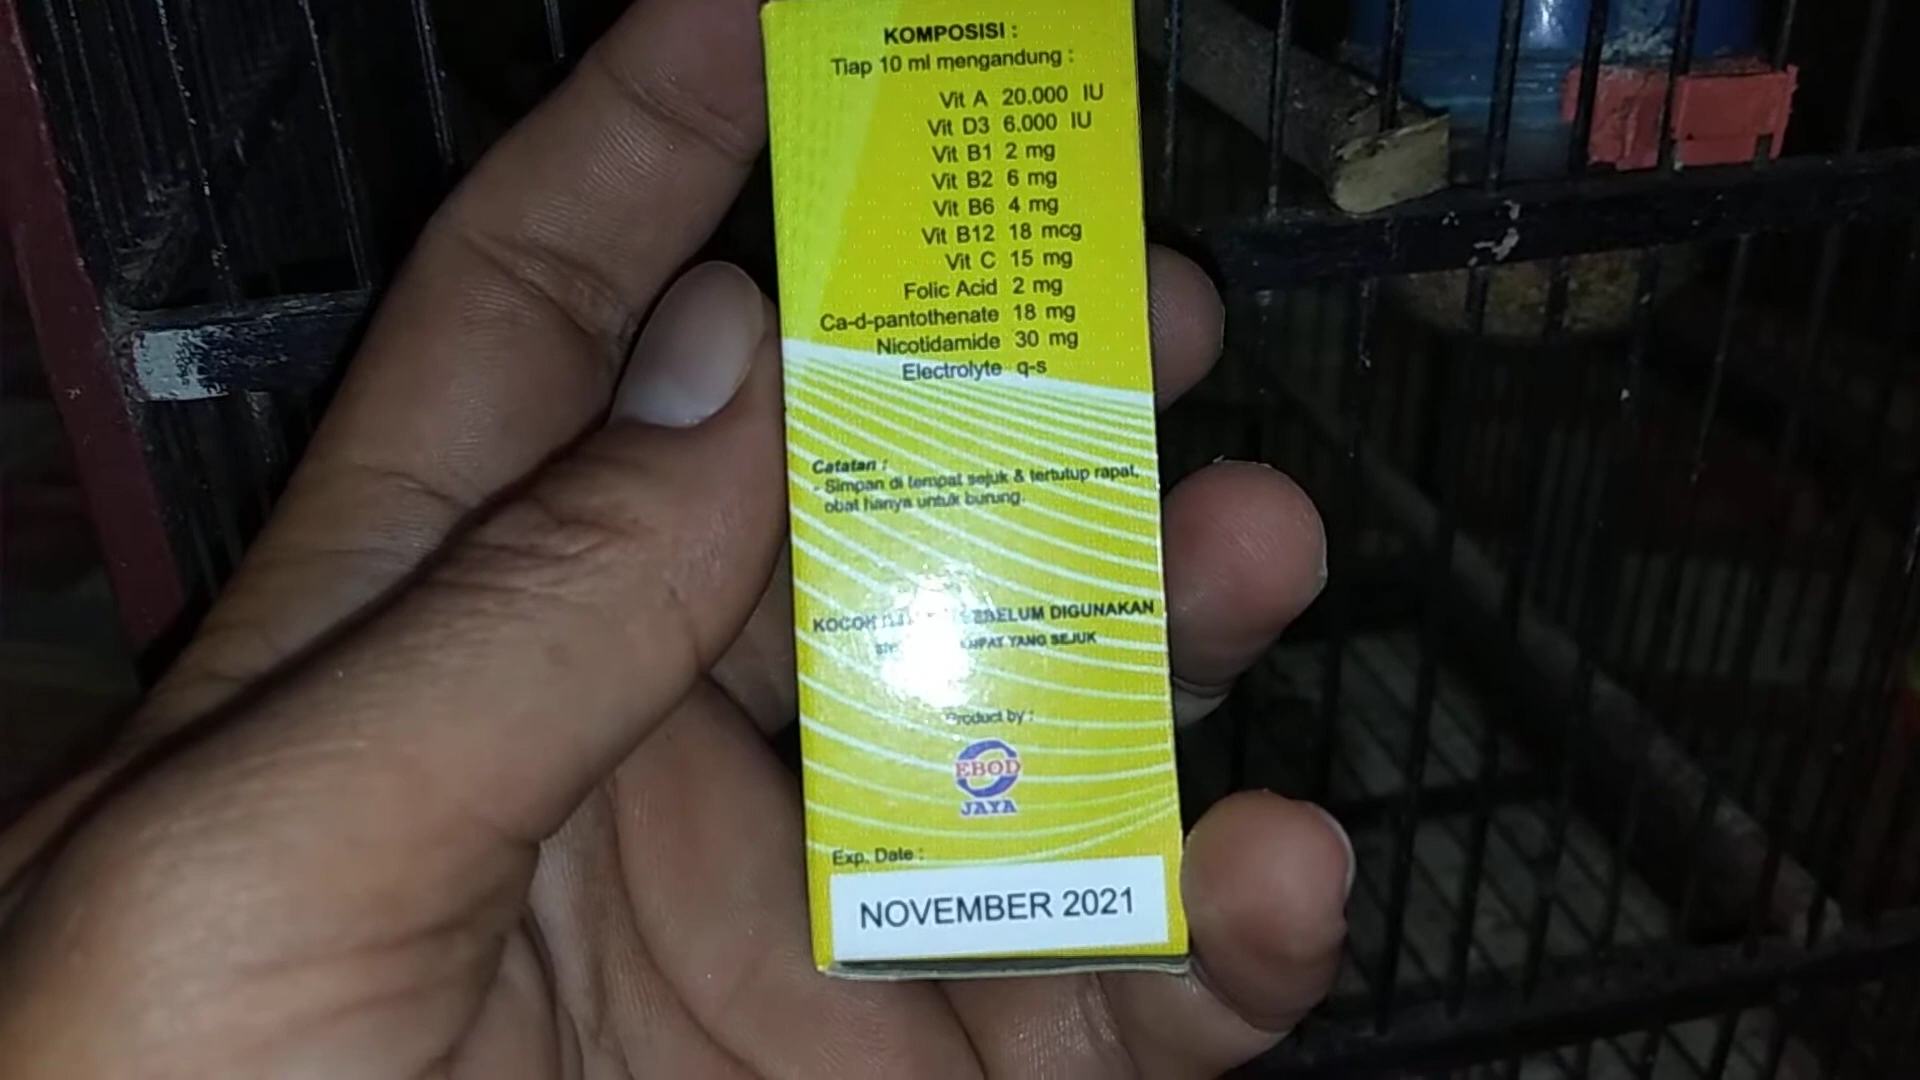 KOMPOSISI :
Tiap 10 ml mengandung :
Vit A 20.000 IU
Vit D3 6.000 IU
Vit B1 2 mg
Vit B2 6 mg
Vit B6 4 mg
Vit B12 18 mcg
Vit C 15 mg
Folic Acid 2 mg
Ca-d-pantothenate 18 mg
Nicotidamide 30 mg
Electrolyte q-s
Catatan :
- Simpan di tempat sejuk & tertutup rapat,
obat hanya untuk burung.
KOCOK SEBELUM DIGUNAKAN
YANG SEJUK
Product by :
EBOD
JAYA
Exp. Date :
NOVEMBER 2021